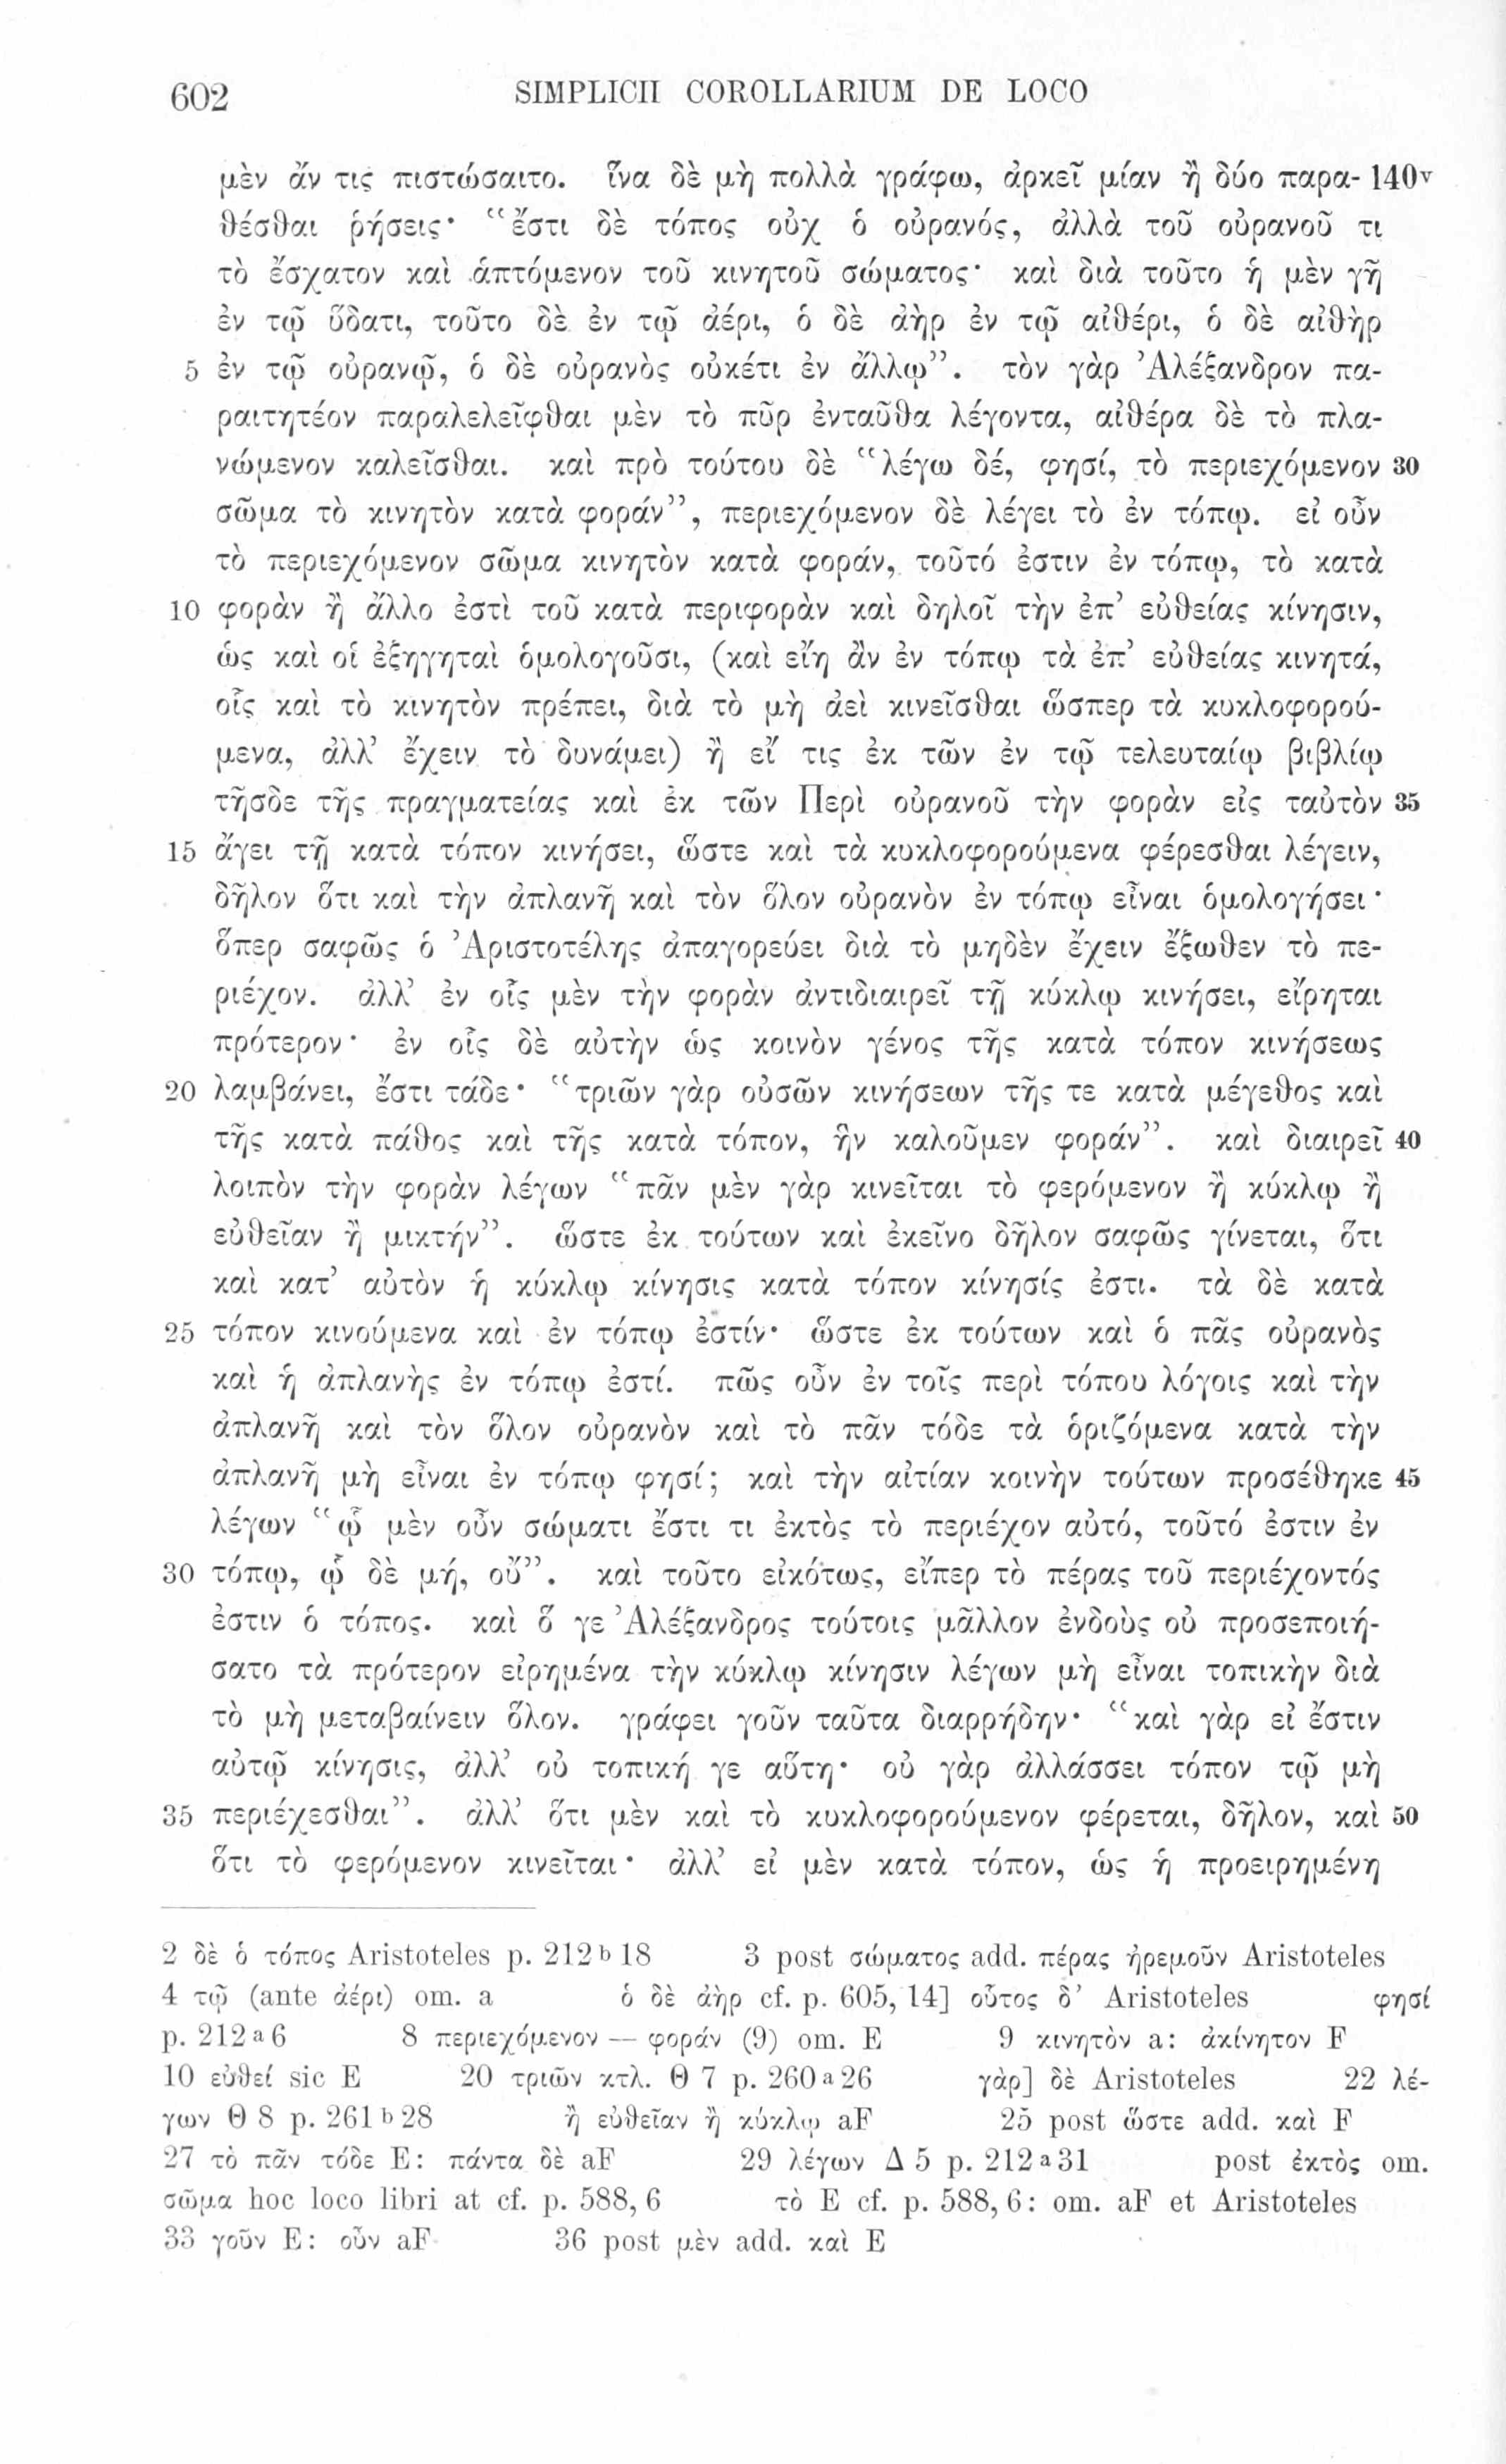 602 SIMPLICII COROLLARIUM DE LOCO
μὲν ἄν τις πιστώσαιτο. ἵνα δὲ μὴ πολλὰ γράφω, ἀρκεῖ μίαν ἢ δύο παρα- 140v
θέσθαι ῥήσεις· “ἔστι δὲ τόπος οὐχ ὁ οὐρανός, ἀλλὰ τοῦ οὐρανοῦ τι
τὸ ἔσχατον καὶ ἁπτόμενον τοῦ κινητοῦ σώματος· καὶ διὰ τοῦτο ἡ μὲν γῆ
ἐν τῷ ὕδατι, τοῦτο δὲ ἐν τῷ ἀέρι, ὁ δὲ ἀὴρ ἐν τῷ αἰθέρι, ὁ δὲ αἰθὴρ
5 ἐν τῷ οὐρανῷ, ὁ δὲ οὐρανὸς οὐκέτι ἐν ἄλλῳ”. τὸν γὰρ Ἀλέξανδρον πα-
ραιτητέον παραλελεῖφθαι μὲν τὸ πῦρ ἐνταῦθα λέγοντα, αἰθέρα δὲ τὸ πλα-
νώμενον καλεῖσθαι. καὶ πρὸ τούτου δὲ “λέγω δέ, φησί, τὸ περιεχόμενον 30
σῶμα τὸ κινητὸν κατὰ φοράν”, περιεχόμενον δὲ λέγει τὸ ἐν τόπῳ. εἰ οὖν
τὸ περιεχόμενον σῶμα κινητὸν κατὰ φοράν, τοῦτό ἐστιν ἐν τόπῳ, τὸ κατὰ
10 φορὰν ἢ ἄλλο ἐστὶ τοῦ κατὰ περιφορὰν καὶ δηλοῖ τὴν ἐπ’ εὐθείας κίνησιν,
ὡς καὶ οἱ ἐξηγηταὶ ὁμολογοῦσι, (καὶ εἴη ἂν ἐν τόπῳ τὰ ἐπ’ εὐθείας κινητά,
οἷς καὶ τὸ κινητὸν πρέπει, διὰ τὸ μὴ ἀεὶ κινεῖσθαι ὥσπερ τὰ κυκλοφορού-
μενα, ἀλλ’ ἔχειν τὸ δυνάμει) ἢ εἴ τις ἐκ τῶν ἐν τῷ τελευταίῳ βιβλίῳ
τῆσδε τῆς πραγματείας καὶ ἐκ τῶν Περὶ οὐρανοῦ τὴν φορὰν εἰς ταὐτὸν 35
15 ἄγει τῇ κατὰ τόπον κινήσει, ὥστε καὶ τὰ κυκλοφορούμενα φέρεσθαι λέγειν,
δῆλον ὅτι καὶ τὴν ἀπλανῆ καὶ τὸν ὅλον οὐρανὸν ἐν τόπῳ εἶναι ὁμολογήσει·
ὅπερ σαφῶς ὁ Ἀριστοτέλης ἀπαγορεύει διὰ τὸ μηδὲν ἔχειν ἔξωθεν τὸ πε-
ριέχον. ἀλλ’ ἐν οἷς μὲν τὴν φορὰν ἀντιδιαιρεῖ τῇ κύκλῳ κινήσει, εἴρηται
πρότερον· ἐν οἷς δὲ αὐτὴν ὡς κοινὸν γένος τῆς κατὰ τόπον κινήσεως
20 λαμβάνει, ἔστι τάδε· “τριῶν γὰρ οὐσῶν κινήσεων τῆς τε κατὰ μέγεθος καὶ
τῆς κατὰ πάθος καὶ τῆς κατὰ τόπον, ἣν καλοῦμεν φοράν”. καὶ διαιρεῖ 40
λοιπὸν τὴν φορὰν λέγων “πᾶν μὲν γὰρ κινεῖται τὸ φερόμενον ἢ κύκλῳ ἢ
εὐθεῖαν ἢ μικτήν”. ὥστε ἐκ τούτων καὶ ἐκεῖνο δῆλον σαφῶς γίνεται, ὅτι
καὶ κατ’ αὐτὸν ἡ κύκλῳ κίνησις κατὰ τόπον κίνησίς ἐστι. τὰ δὲ κατὰ
25 τόπον κινούμενα καὶ ἐν τόπῳ ἐστίν· ὥστε ἐκ τούτων καὶ ὁ πᾶς οὐρανὸς
καὶ ἡ ἀπλανὴς ἐν τόπῳ ἐστί. πῶς οὖν ἐν τοῖς περὶ τόπου λόγοις καὶ τὴν
ἀπλανῆ καὶ τὸν ὅλον οὐρανὸν καὶ τὸ πᾶν τόδε τὰ ὁριζόμενα κατὰ τὴν
ἀπλανῆ μὴ εἶναι ἐν τόπῳ φησί; καὶ τὴν αἰτίαν κοινὴν τούτων προσέθηκε 45
λέγων “ᾧ μὲν οὖν σώματι ἔστι τι ἐκτὸς τὸ περιέχον αὐτό, τοῦτό ἐστιν ἐν
30 τόπῳ, ᾧ δὲ μή, οὔ”. καὶ τοῦτο εἰκότως, εἴπερ τὸ πέρας τοῦ περιέχοντός
ἐστιν ὁ τόπος. καὶ ὅ γε Ἀλέξανδρος τούτοις μᾶλλον ἐνδοὺς οὐ προσεποιή-
σατο τὰ πρότερον εἰρημένα τὴν κύκλῳ κίνησιν λέγων μὴ εἶναι τοπικὴν διὰ
τὸ μὴ μεταβαίνειν ὅλον. γράφει γοῦν ταῦτα διαρρήδην· “καὶ γὰρ εἰ ἔστιν
αὐτῷ κίνησις, ἀλλ’ οὐ τοπική γε αὕτη· οὐ γὰρ ἀλλάσσει τόπον τῷ μὴ
35 περιέχεσθαι”. ἀλλ’ ὅτι μὲν καὶ τὸ κυκλοφορούμενον φέρεται, δῆλον, καὶ 50
ὅτι τὸ φερόμενον κινεῖται· ἀλλ’ εἰ μὲν κατὰ τόπον, ὡς ἡ προειρημένη
2 δὲ ὁ τόπος Aristoteles p. 212 b 18 3 post σώματος add. πέρας ἠρεμοῦν Aristoteles
4 τῷ (ante ἀέρι) om. a ὁ δὲ ἀὴρ cf. p. 605, 14] οὗτος δ’ Aristoteles φησί
p. 212 a 6 8 περιεχόμενον — φοράν (9) om. E 9 κινητὸν a: ἀκίνητον F
10 εὐθεί sic E 20 τριῶν κτλ. Θ 7 p. 260 a 26 γὰρ] δὲ Aristoteles 22 λέ-
γων Θ 8 p. 261 b 28 ἢ εὐθεῖαν ἢ κύκλῳ aF 25 post ὥστε add. καὶ F
27 τὸ πᾶν τόδε E: πάντα δὲ aF 29 λέγων Δ 5 p. 212 a 31 post ἐκτὸς om.
σῶμα hoc loco libri at cf. p. 588, 6 τὸ E cf. p. 588, 6: om. aF et Aristoteles
33 γοῦν E: οὖν aF 36 post μὲν add. καὶ E